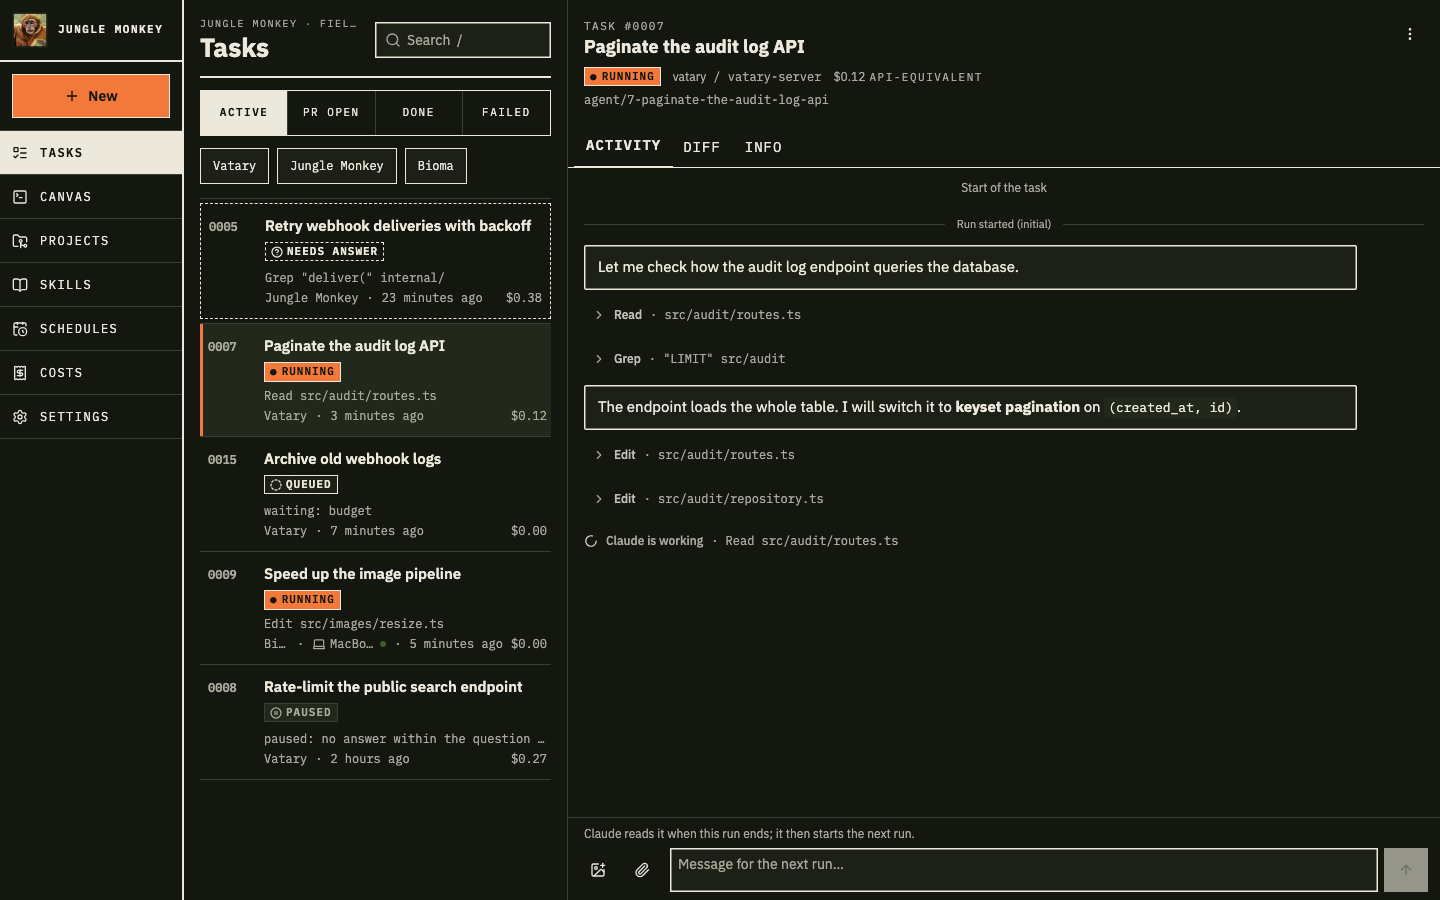 JUNGLE MONKEY
New
TASKS
CANVAS
PROJECTS
SKILLS
SCHEDULES
COSTS
SETTINGS
JUNGLE MONKEY · FIEL…
Tasks
Search /
ACTIVE
PR OPEN
DONE
FAILED
Vatary
Jungle Monkey
Bioma
0005
Retry webhook deliveries with backoff
NEEDS ANSWER
Grep "deliver(" internal/
Jungle Monkey · 23 minutes ago $0.38
0007
Paginate the audit log API
RUNNING
Read src/audit/routes.ts
Vatary · 3 minutes ago $0.12
0015
Archive old webhook logs
QUEUED
waiting: budget
Vatary · 7 minutes ago $0.00
0009
Speed up the image pipeline
RUNNING
Edit src/images/resize.ts
Bi… · MacBo… · 5 minutes ago $0.00
0008
Rate-limit the public search endpoint
PAUSED
paused: no answer within the question …
Vatary · 2 hours ago $0.27
TASK #0007
Paginate the audit log API
RUNNING vatary / vatary-server $0.12 API-EQUIVALENT
agent/7-paginate-the-audit-log-api
ACTIVITY
DIFF
INFO
Start of the task
Run started (initial)
Let me check how the audit log endpoint queries the database.
Read · src/audit/routes.ts
Grep · "LIMIT" src/audit
The endpoint loads the whole table. I will switch it to keyset pagination on (created_at, id).
Edit · src/audit/routes.ts
Edit · src/audit/repository.ts
Claude is working · Read src/audit/routes.ts
Claude reads it when this run ends; it then starts the next run.
Message for the next run...